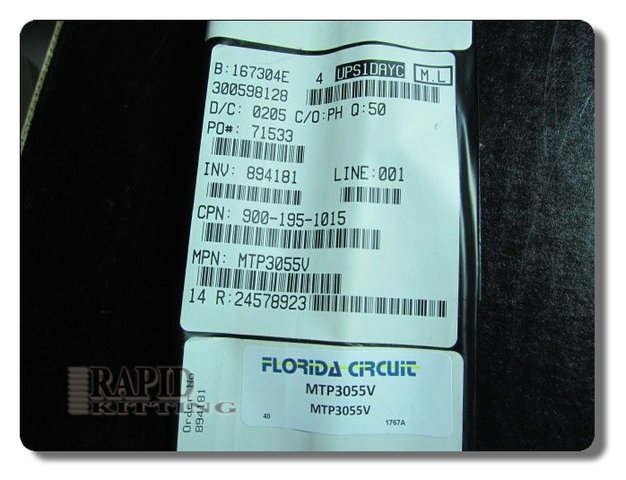 B:167304E 4 UPS1DAYC M.L
300598128
D/C: 0205 C/O:PH Q:50
PO#: 71533
INV: 894181 LINE:001
CPN: 900-195-1015
MPN: MTP3055V
14 R:24578923
FLORIDA CIRCUIT
MTP3055V
MTP3055V
40 1767A
Order No
894181
RAPID
KITTING